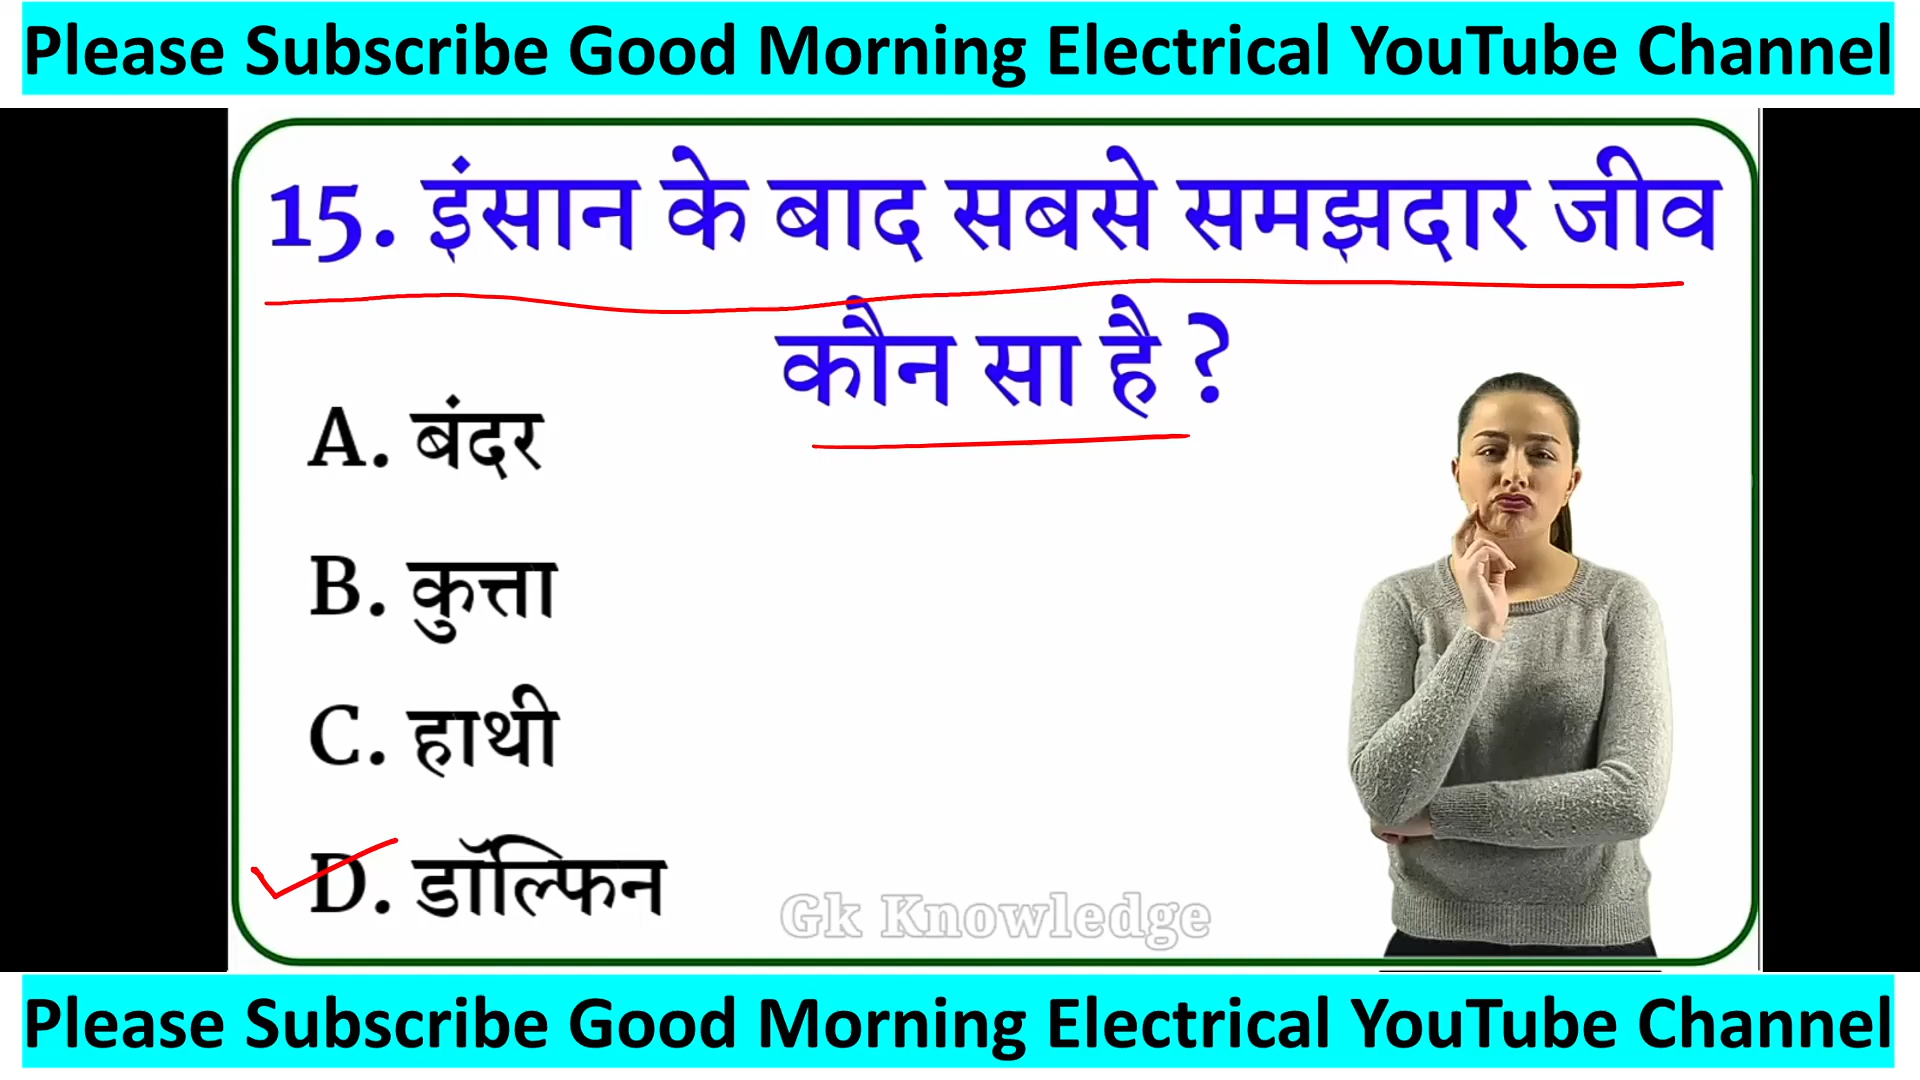 Please Subscribe Good Morning Electrical YouTube Channel
15. इंसान के बाद सबसे समझदार जीव
कौन सा है ?
A. बंदर
B. कुत्ता
C. हाथी
D. डॉल्फिन
Gk Knowledge
Please Subscribe Good Morning Electrical YouTube Channel